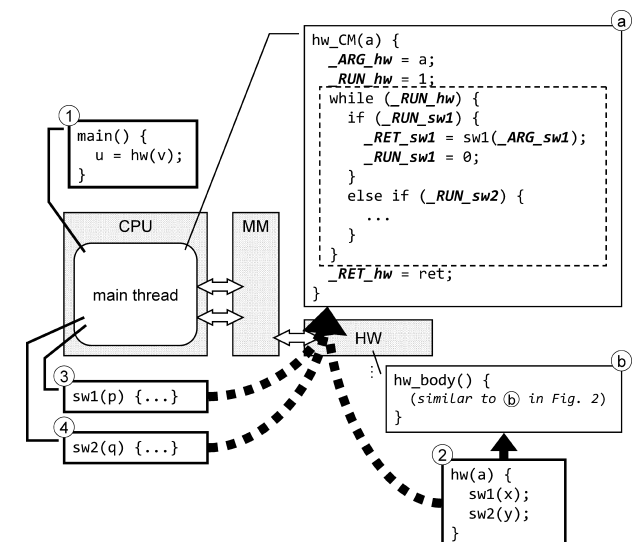 ⓐ
hw_CM(a) {
_ARG_hw = a;
_RUN_hw = 1;
while (_RUN_hw) {
if (_RUN_sw1) {
_RET_sw1 = sw1(_ARG_sw1);
_RUN_sw1 = 0;
}
else if (_RUN_sw2) {
...
}
}
_RET_hw = ret;
}
①
main() {
u = hw(v);
}
CPU
MM
main thread
HW
ⓑ
hw_body() {
(similar to ⓑ in Fig. 2)
}
③
sw1(p) {...}
④
sw2(q) {...}
②
hw(a) {
sw1(x);
sw2(y);
}